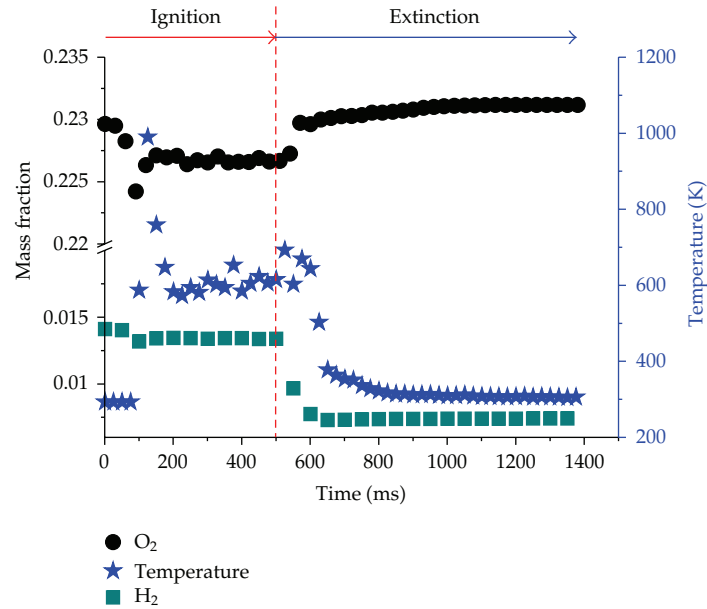 Ignition Extinction
0.235
0.23
0.225
0.22
0.015
0.01
Mass fraction
1200
1000
800
600
400
200
Temperature (K)
0 200 400 600 800 1000 1200 1400
Time (ms)
O₂
Temperature
H₂